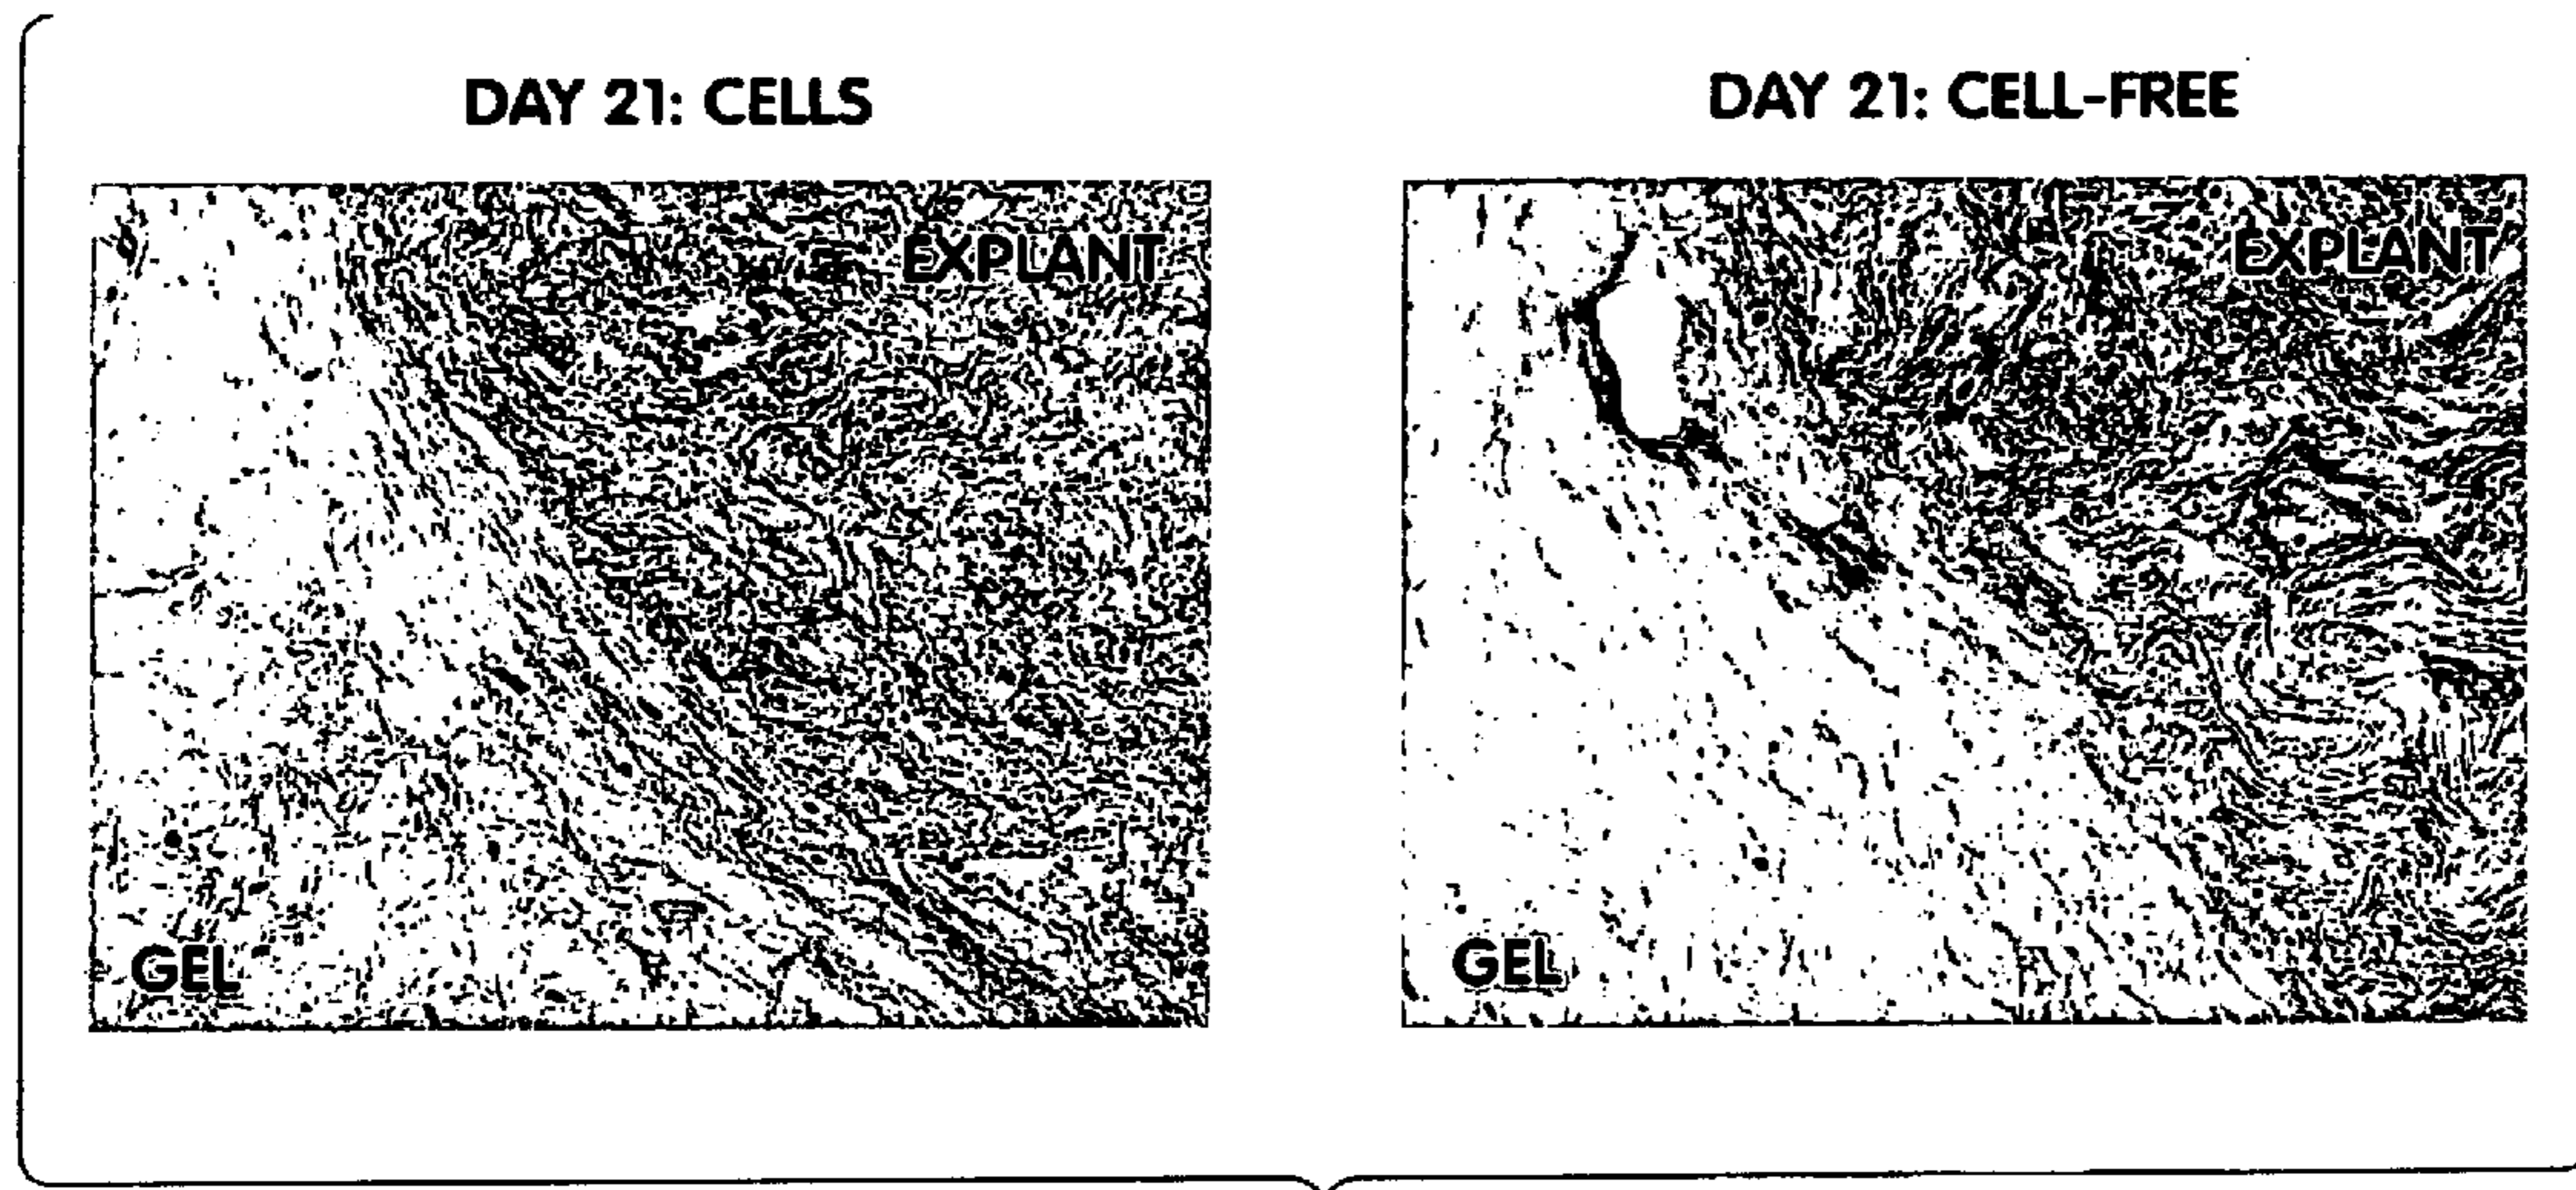 DAY 21: CELLS
EXPLANT
GEL
DAY 21: CELL-FREE
EXPLANT
GEL